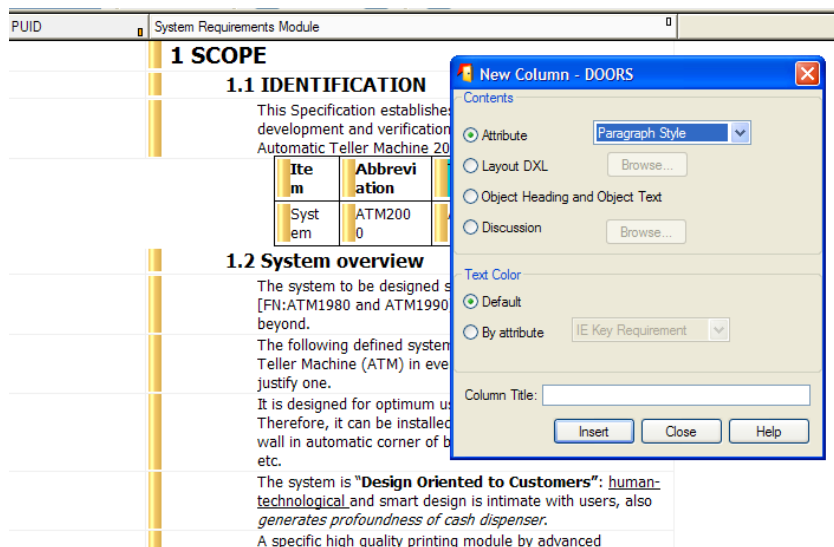 PUID
System Requirements Module
1 SCOPE
1.1 IDENTIFICATION
This Specification establishe
development and verification
Automatic Teller Machine 20
Ite
m
Abbrevi
ation
Syst
em
ATM200
0
1.2 System overview
The system to be designed s
[FN:ATM1980 and ATM1990
beyond.
The following defined system
Teller Machine (ATM) in eve
justify one.
It is designed for optimum u
Therefore, it can be installed
wall in automatic corner of b
etc.
The system is “Design Oriented to Customers”: human-
technological and smart design is intimate with users, also
generates profoundness of cash dispenser.
A specific high quality printing module by advanced
New Column - DOORS
Contents
Attribute
Paragraph Style
Layout DXL
Browse...
Object Heading and Object Text
Discussion
Browse...
Text Color
Default
By attribute
IE Key Requirement
Column Title:
Insert
Close
Help